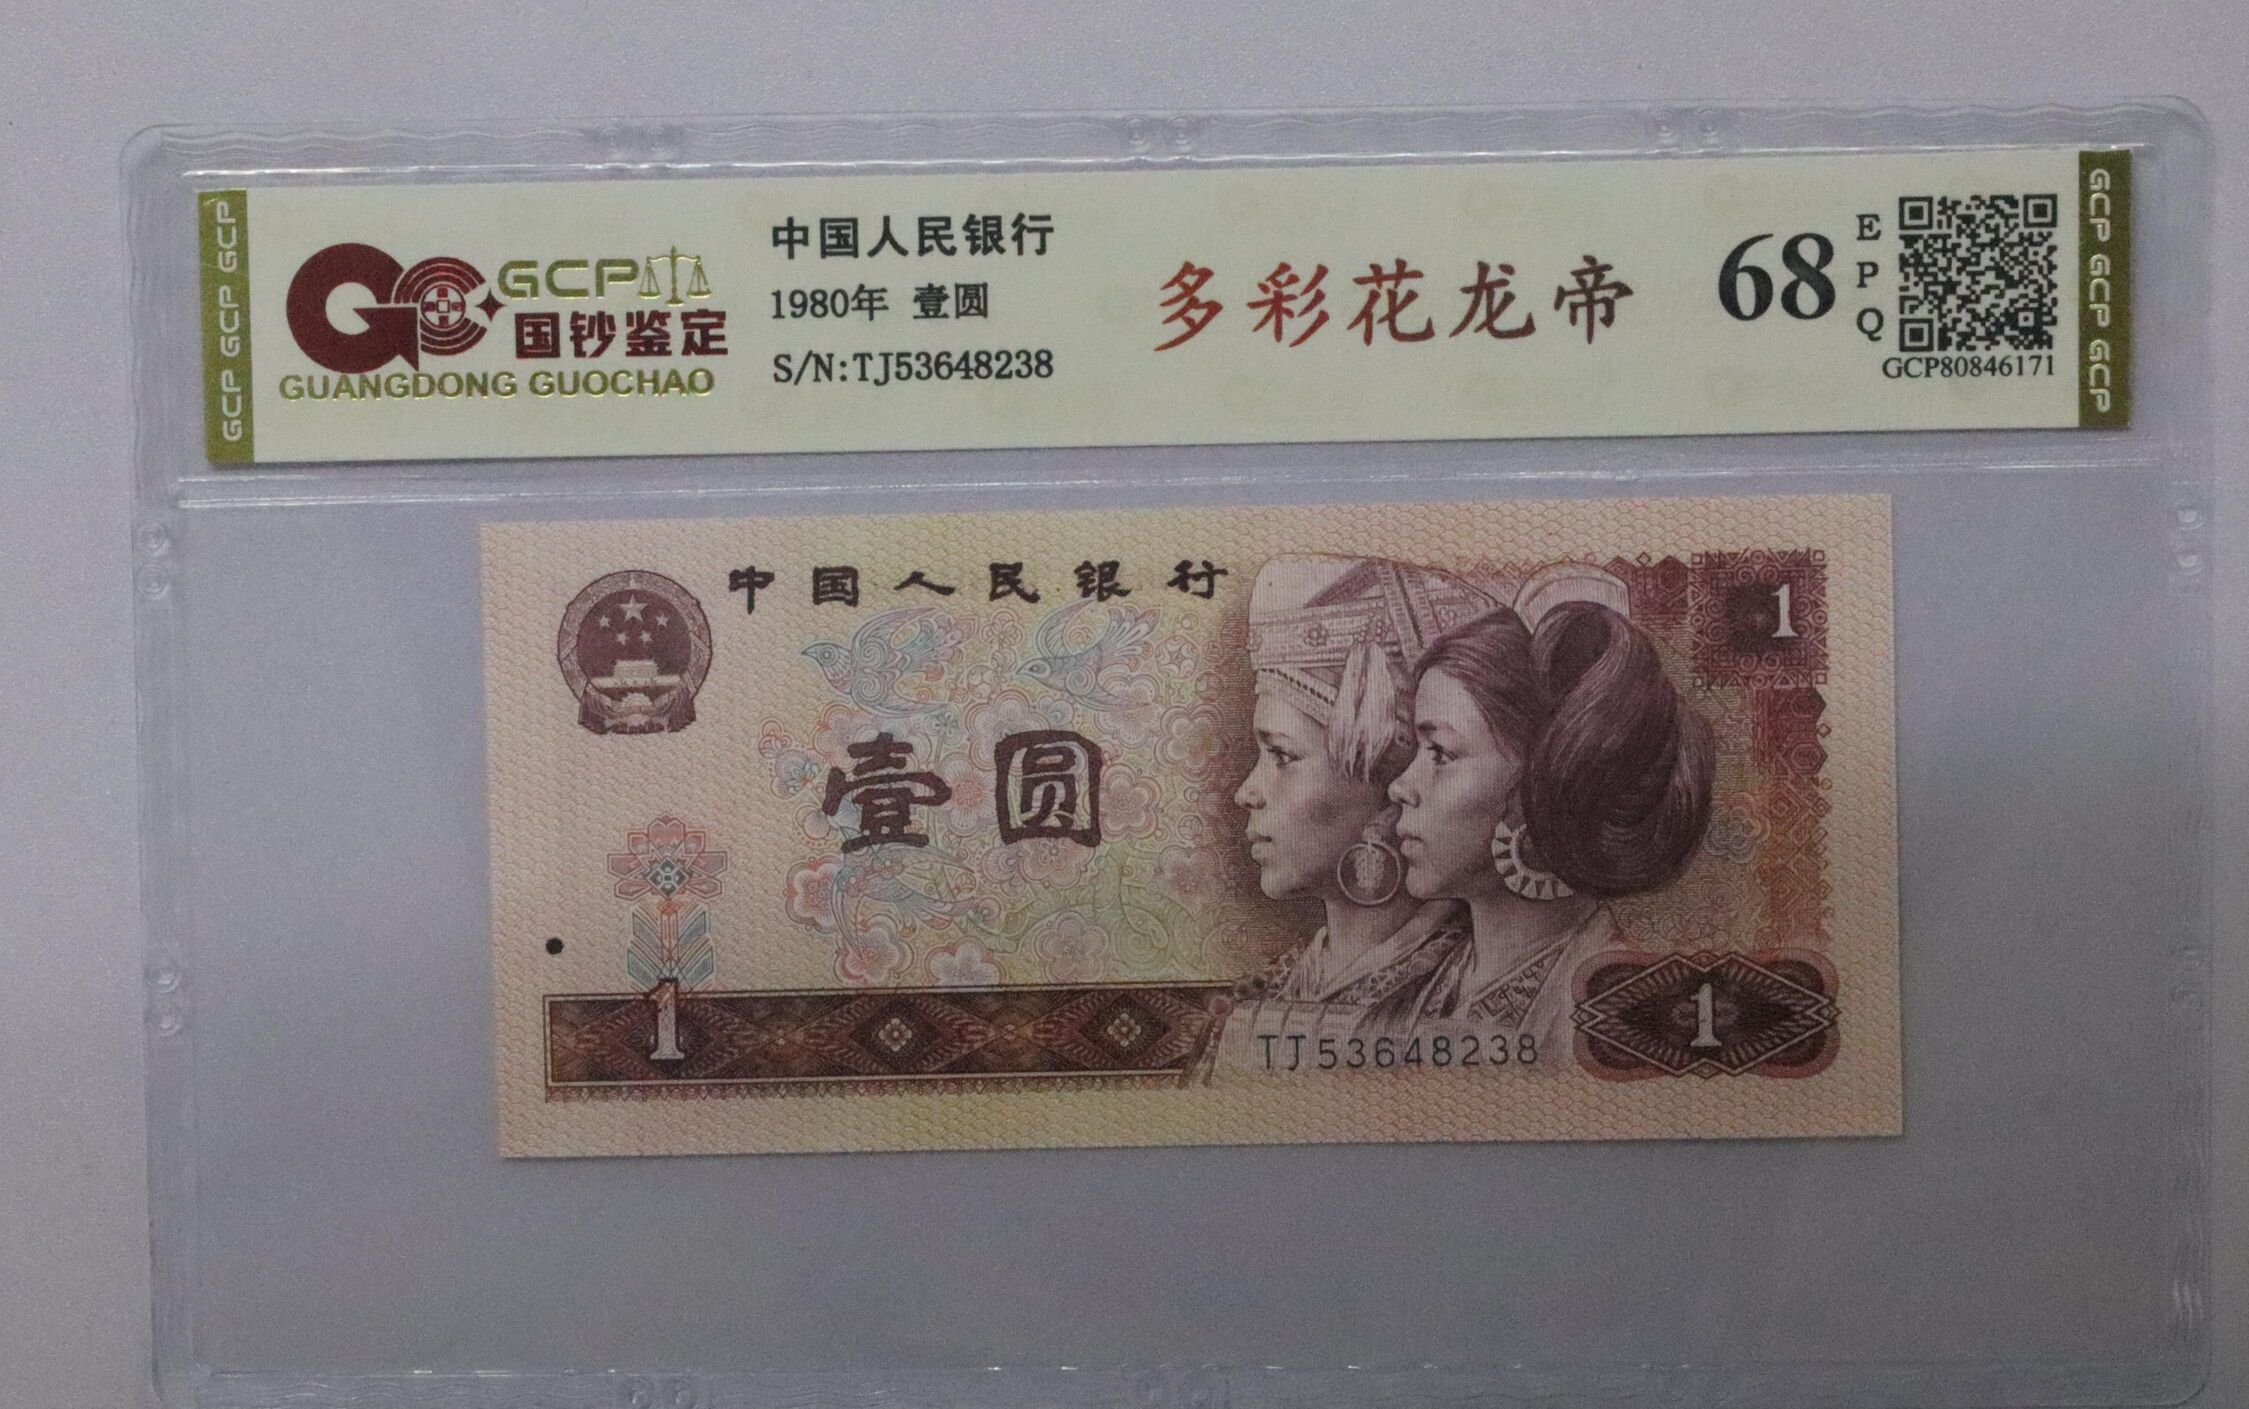 GCP GCP GCP
GCP
国钞鉴定
GUANGDONG GUOCHAO
中国人民银行
1980年 壹圆
S/N:TJ53648238
多彩花龙帝
68
E
P
Q
GCP80846171
GCP GCP GCP
中国人民银行
1
壹圆
1
TJ53648238
1